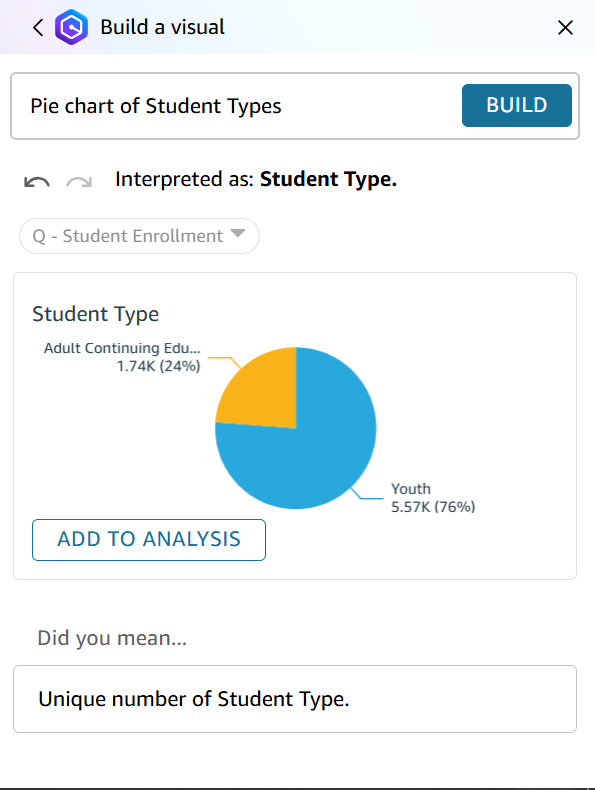 Build a visual
Pie chart of Student Types
BUILD
Interpreted as: Student Type.
Q - Student Enrollment
Student Type
Adult Continuing Edu...
1.74K (24%)
Youth
5.57K (76%)
ADD TO ANALYSIS
Did you mean...
Unique number of Student Type.